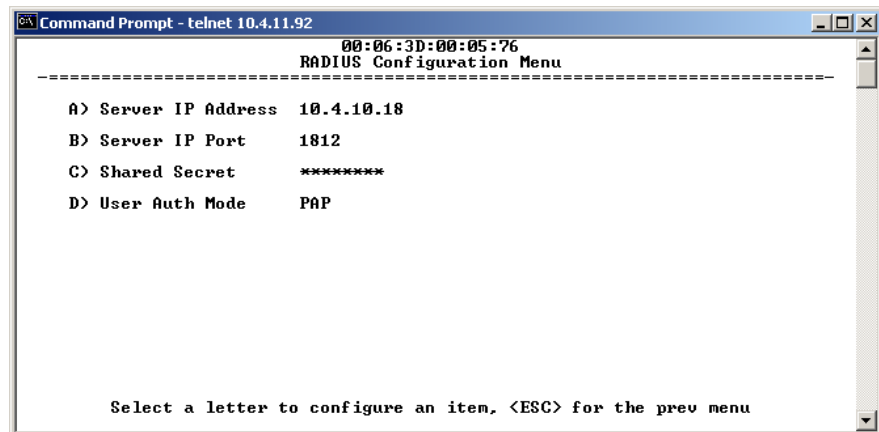 Command Prompt - telnet 10.4.11.92
00:06:3D:00:05:76
RADIUS Configuration Menu
A) Server IP Address 10.4.10.18
B) Server IP Port 1812
C) Shared Secret ********
D) User Auth Mode PAP
Select a letter to configure an item, <ESC> for the prev menu